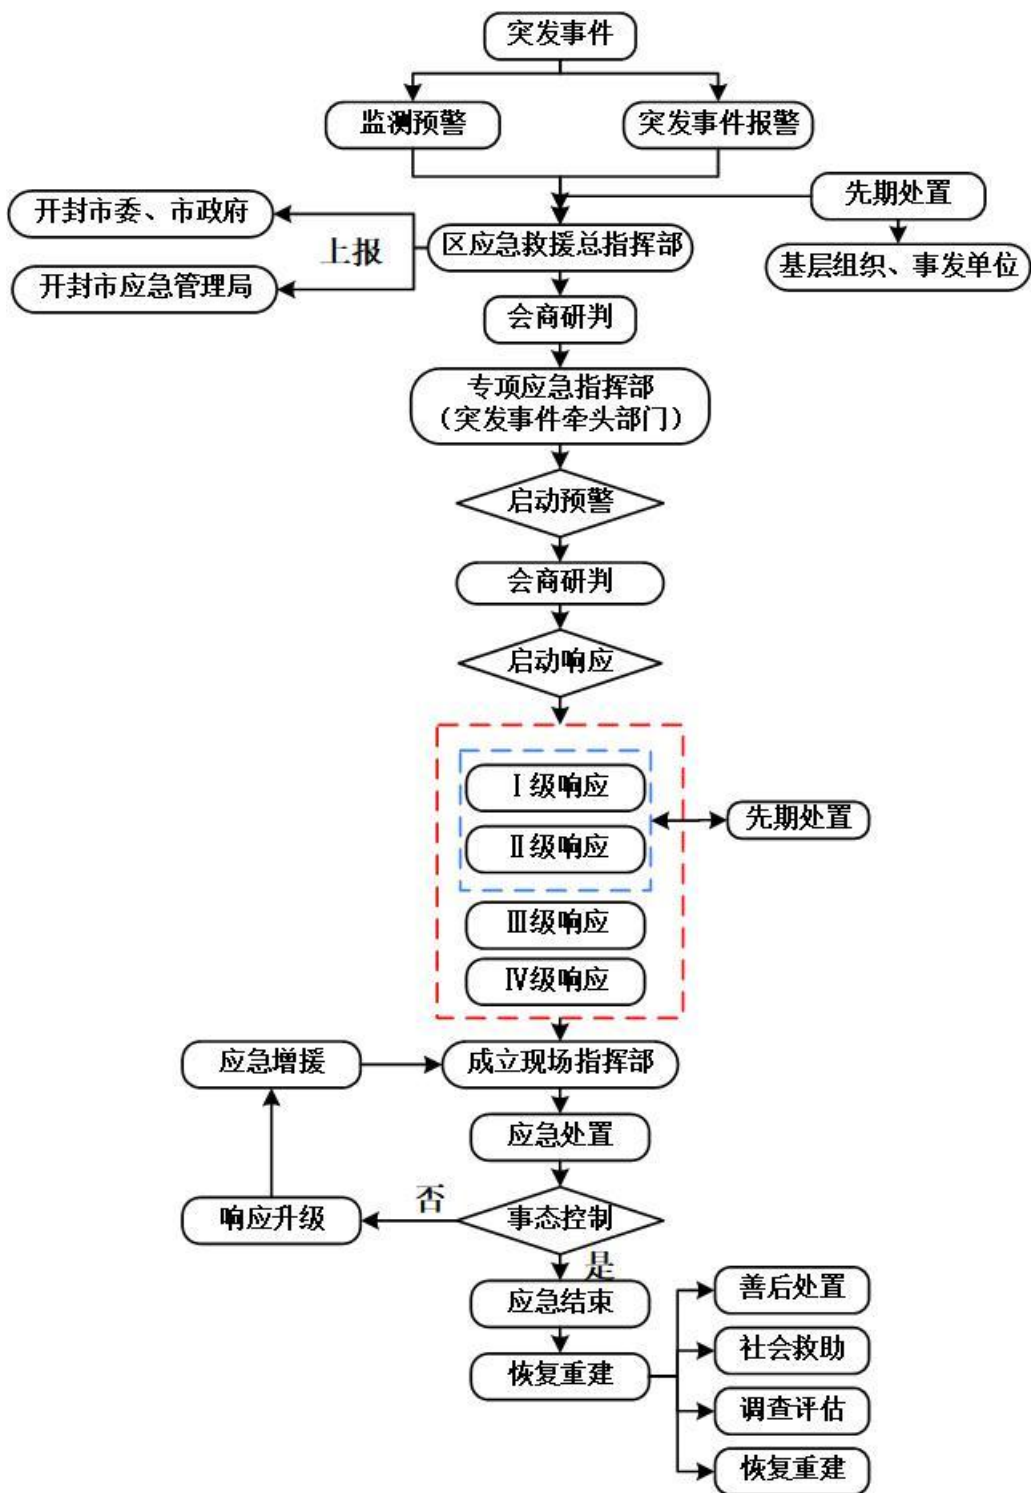 突发事件
监测预警
突发事件报警
先期处置
开封市委、市政府
上报
区应急救援总指挥部
基层组织、事发单位
开封市应急管理局
会商研判
专项应急指挥部
（突发事件牵头部门）
启动预警
会商研判
启动响应
Ⅰ级响应
先期处置
Ⅱ级响应
Ⅲ级响应
Ⅳ级响应
应急增援
成立现场指挥部
应急处置
否
响应升级
事态控制
是
善后处置
应急结束
社会救助
恢复重建
调查评估
恢复重建